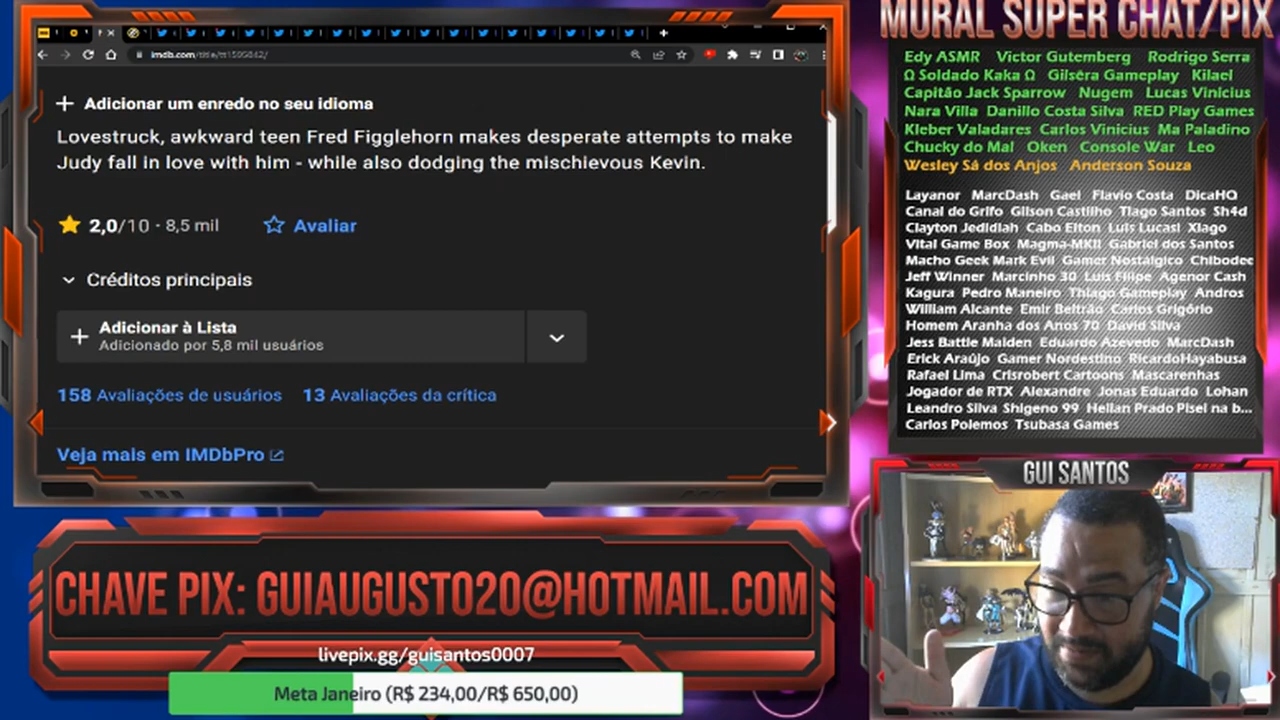 imdb.com/title/tt1595842/
Adicionar um enredo no seu idioma
Lovestruck, awkward teen Fred Figglehorn makes desperate attempts to make
Judy fall in love with him - while also dodging the mischievous Kevin.
2,0/10 · 8,5 mil Avaliar
Créditos principais
Adicionar à Lista
Adicionado por 5,8 mil usuários
158 Avaliações de usuários 13 Avaliações da crítica
Veja mais em IMDbPro
CHAVE PIX: GUIAUGUSTO20@HOTMAIL.COM
livepix.gg/guisantos0007
Meta Janeiro (R$ 234,00/R$ 650,00)
MURAL SUPER CHAT/PIX
Edy ASMR Victor Gutemberg Rodrigo Serra
Ω Soldado Kaka Ω Gilsêra Gameplay Kilael
Capitão Jack Sparrow Nugem Lucas Vinicius
Nara Villa Danillo Costa Silva RED Play Games
Kleber Valadares Carlos Vinicius Ma Paladino
Chucky do Mal Oken Console War Leo
Wesley Sá dos Anjos Anderson Souza
Layanor MarcDash Gael Flavio Costa DicaHQ
Canal do Grifo Gilson Castilho Tiago Santos Sh4d
Clayton Jedidiah Cabo Elton Luis Lucasi Xiago
Vital Game Box Magma-MKII Gabriel dos Santos
Macho Geek Mark Evil Gamer Nostálgico Chibodee
Jeff Winner Marcinho 30 Luis Filipe Agenor Cash
Kagura Pedro Maneiro Thiago Gameplay Andros
William Alcante Emir Beltrão Carlos Grigório
Homem Aranha dos Anos 70 David Silva
Jess Battle Maiden Eduardo Azevedo MarcDash
Erick Araújo Gamer Nordestino RicardoHayabusa
Rafael Lima Crisrobert Cartoons Mascarenhas
Jogador de RTX Alexandre Jonas Eduardo Lohan
Leandro Silva Shigeno 99 Hellan Prado Pisei na b...
Carlos Polemos Tsubasa Games
GUI SANTOS